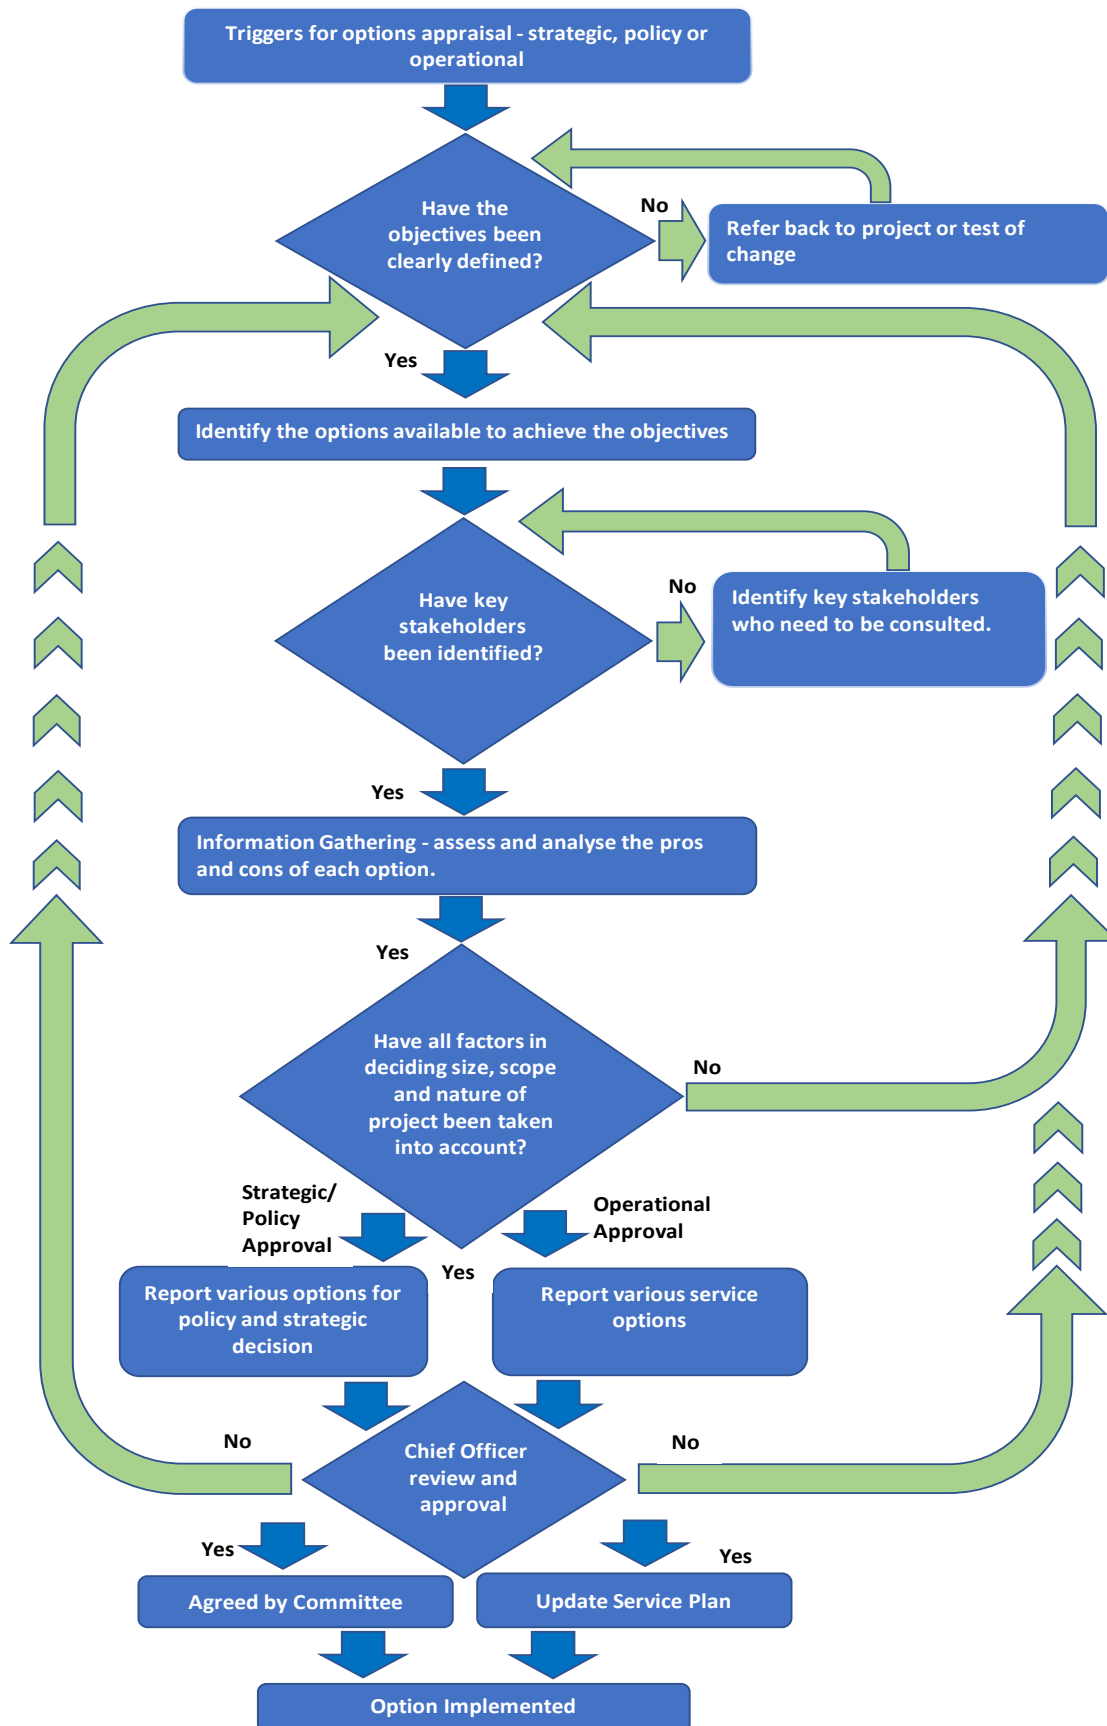 Triggers for options appraisal - strategic, policy or
operational
Have the
objectives been
clearly defined?
No
Refer back to project or test of
change
Yes
Identify the options available to achieve the objectives
Have key
stakeholders
been identified?
No
Identify key stakeholders
who need to be consulted.
Yes
Information Gathering - assess and analyse the pros
and cons of each option.
Yes
Have all factors in
deciding size, scope
and nature of
project been taken
into account?
No
Strategic/
Policy
Approval
Operational
Approval
Yes
Report various options for
policy and strategic
decision
Report various service
options
No
Chief Officer
review and
approval
No
Yes
Yes
Agreed by Committee
Update Service Plan
Option Implemented